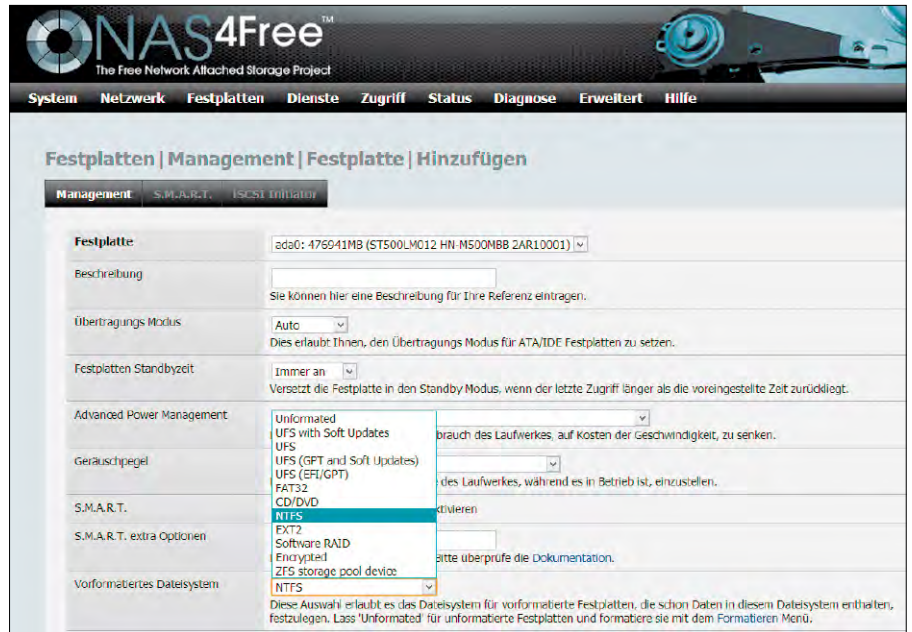 NAS4Free™
The Free Network Attached Storage Project
System Netzwerk Festplatten Dienste Zugriff Status Diagnose Erweitert Hilfe
Festplatten | Management | Festplatte | Hinzufügen
Management S.M.A.R.T. iSCSI Initiator
Festplatte
ada0: 476941MB (ST500LM012 HN-M500MBB 2AR10001)
Beschreibung
Sie können hier eine Beschreibung für Ihre Referenz eintragen.
Übertragungs Modus
Auto
Dies erlaubt Ihnen, den Übertragungs Modus für ATA/IDE Festplatten zu setzen.
Festplatten Standbyzeit
Immer an
Versetzt die Festplatte in den Standby Modus, wenn der letzte Zugriff länger als die voreingestellte Zeit zurückliegt.
Advanced Power Management
brauch des Laufwerkes, auf Kosten der Geschwindigkeit, zu senken.
Geräuschpegel
des Laufwerkes, während es in Betrieb ist, einzustellen.
S.M.A.R.T.
ktivieren
S.M.A.R.T. extra Optionen
Bitte überprüfe die Dokumentation.
Unformated
UFS with Soft Updates
UFS
UFS (GPT and Soft Updates)
UFS (EFI/GPT)
FAT32
CD/DVD
NTFS
EXT2
Software RAID
Encrypted
ZFS storage pool device
Vorformatiertes Dateisystem
NTFS
Diese Auswahl erlaubt es das Dateisystem für vorformatierte Festplatten, die schon Daten in diesem Dateisystem enthalten,
festzulegen. Lass 'Unformated' für unformatierte Festplatten und formatiere sie mit dem Formatieren Menü.